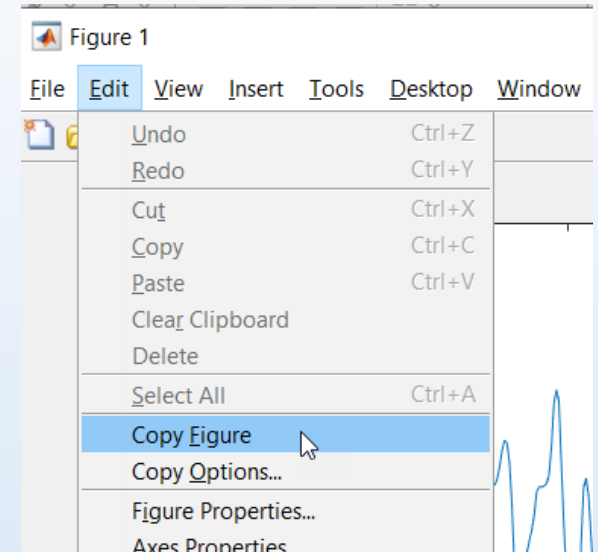 Figure 1
File Edit View Insert Tools Desktop Window
Undo Ctrl+Z
Redo Ctrl+Y
Cut Ctrl+X
Copy Ctrl+C
Paste Ctrl+V
Clear Clipboard
Delete
Select All Ctrl+A
Copy Figure
Copy Options...
Figure Properties...
Axes Properties